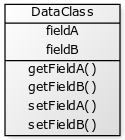 DataClass
fieldA
fieldB
getFieldA()
getFieldB()
setFieldA()
setFieldB()